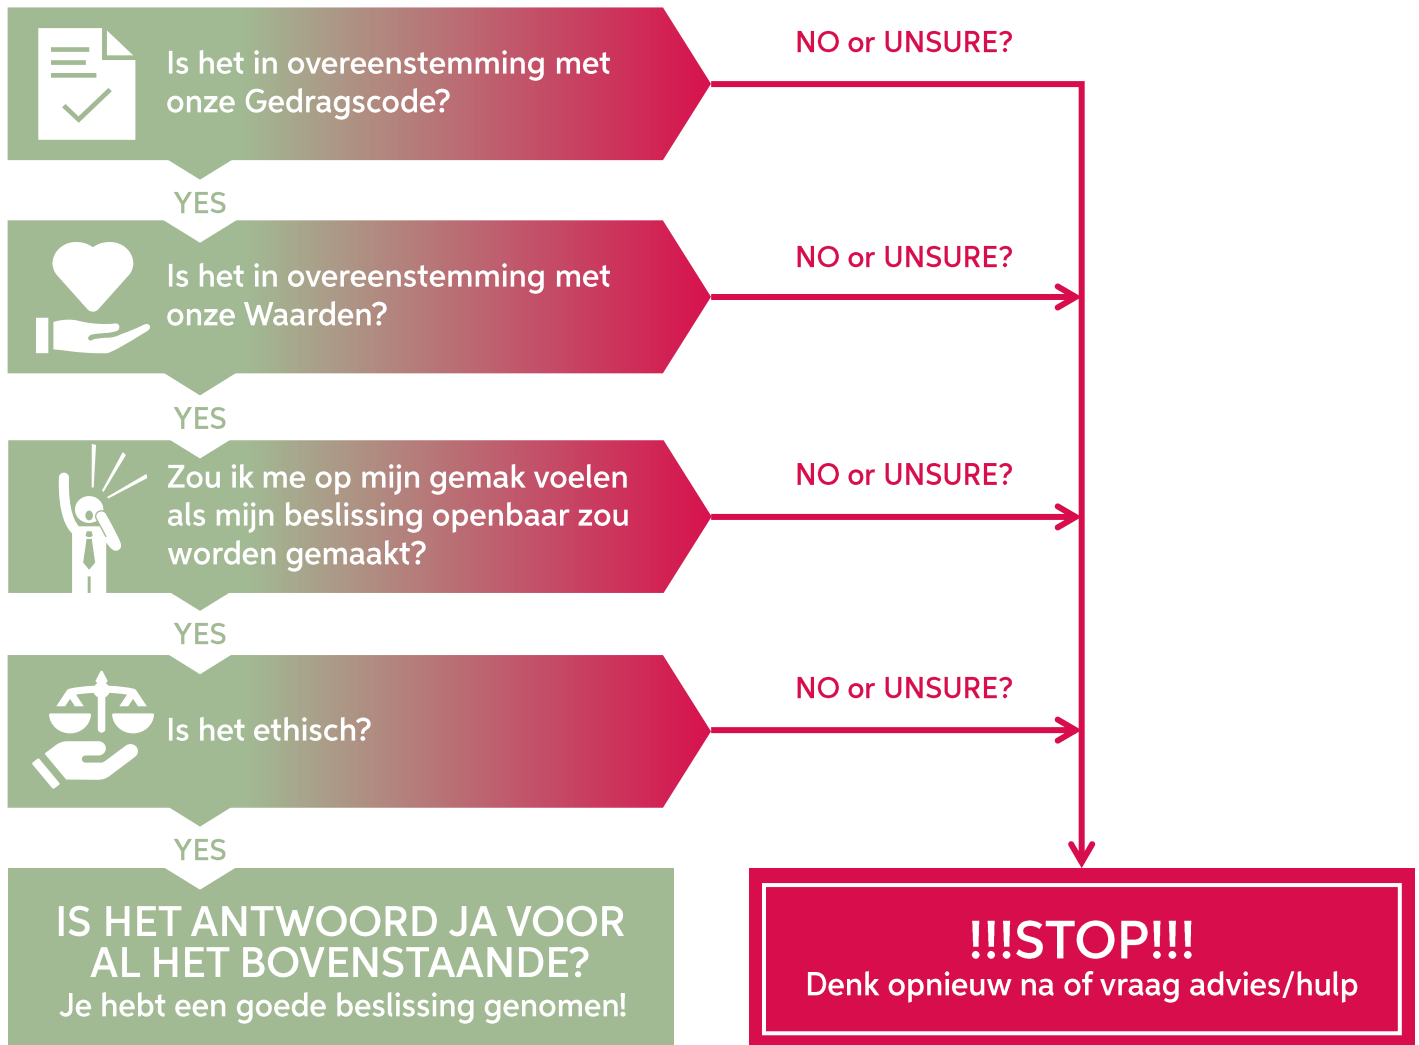 Is het in overeenstemming met
onze Gedragscode?
NO or UNSURE?
YES
Is het in overeenstemming met
onze Waarden?
NO or UNSURE?
YES
Zou ik me op mijn gemak voelen
als mijn beslissing openbaar zou
worden gemaakt?
NO or UNSURE?
YES
Is het ethisch?
NO or UNSURE?
YES
IS HET ANTWOORD JA VOOR
AL HET BOVENSTAANDE?
Je hebt een goede beslissing genomen!
!!!STOP!!!
Denk opnieuw na of vraag advies/hulp